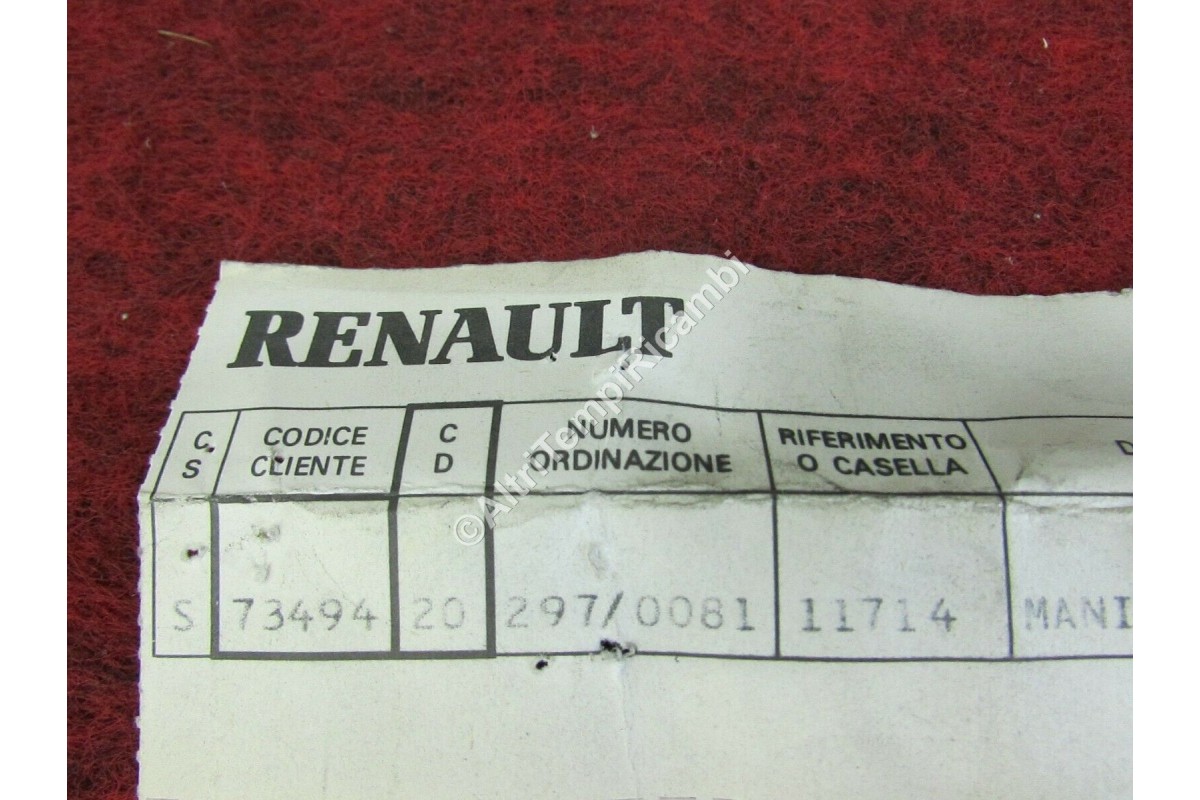 RENAULT
C S CODICE CLIENTE C D NUMERO ORDINAZIONE RIFERIMENTO O CASELLA D
S 73494 20 297/0081 11714 MANI
©AltriTempiRicambi